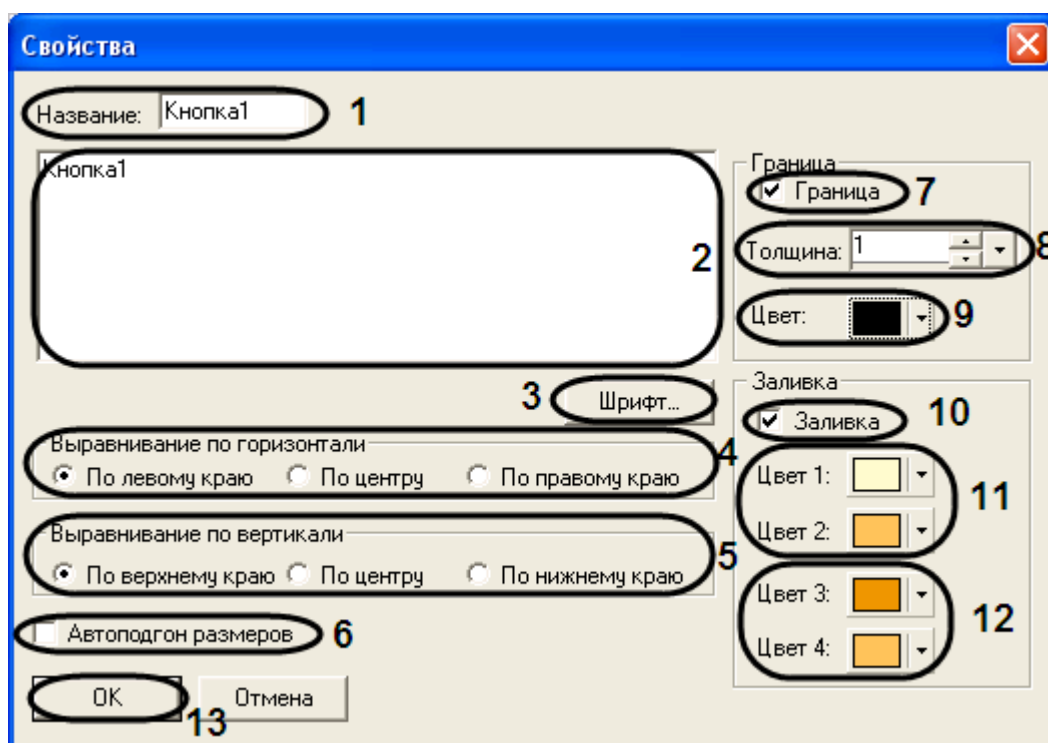 Свойства
Название: Кнопка1 1
Кнопка1
2
3 Шрифт...
Выравнивание по горизонтали
По левому краю По центру По правому краю
4
Выравнивание по вертикали
По верхнему краю По центру По нижнему краю
5
Автоподгон размеров 6
OK Отмена
13
Граница
Граница 7
Толщина: 1 8
Цвет: 9
Заливка
Заливка 10
Цвет 1:
Цвет 2:
11
Цвет 3:
Цвет 4:
12